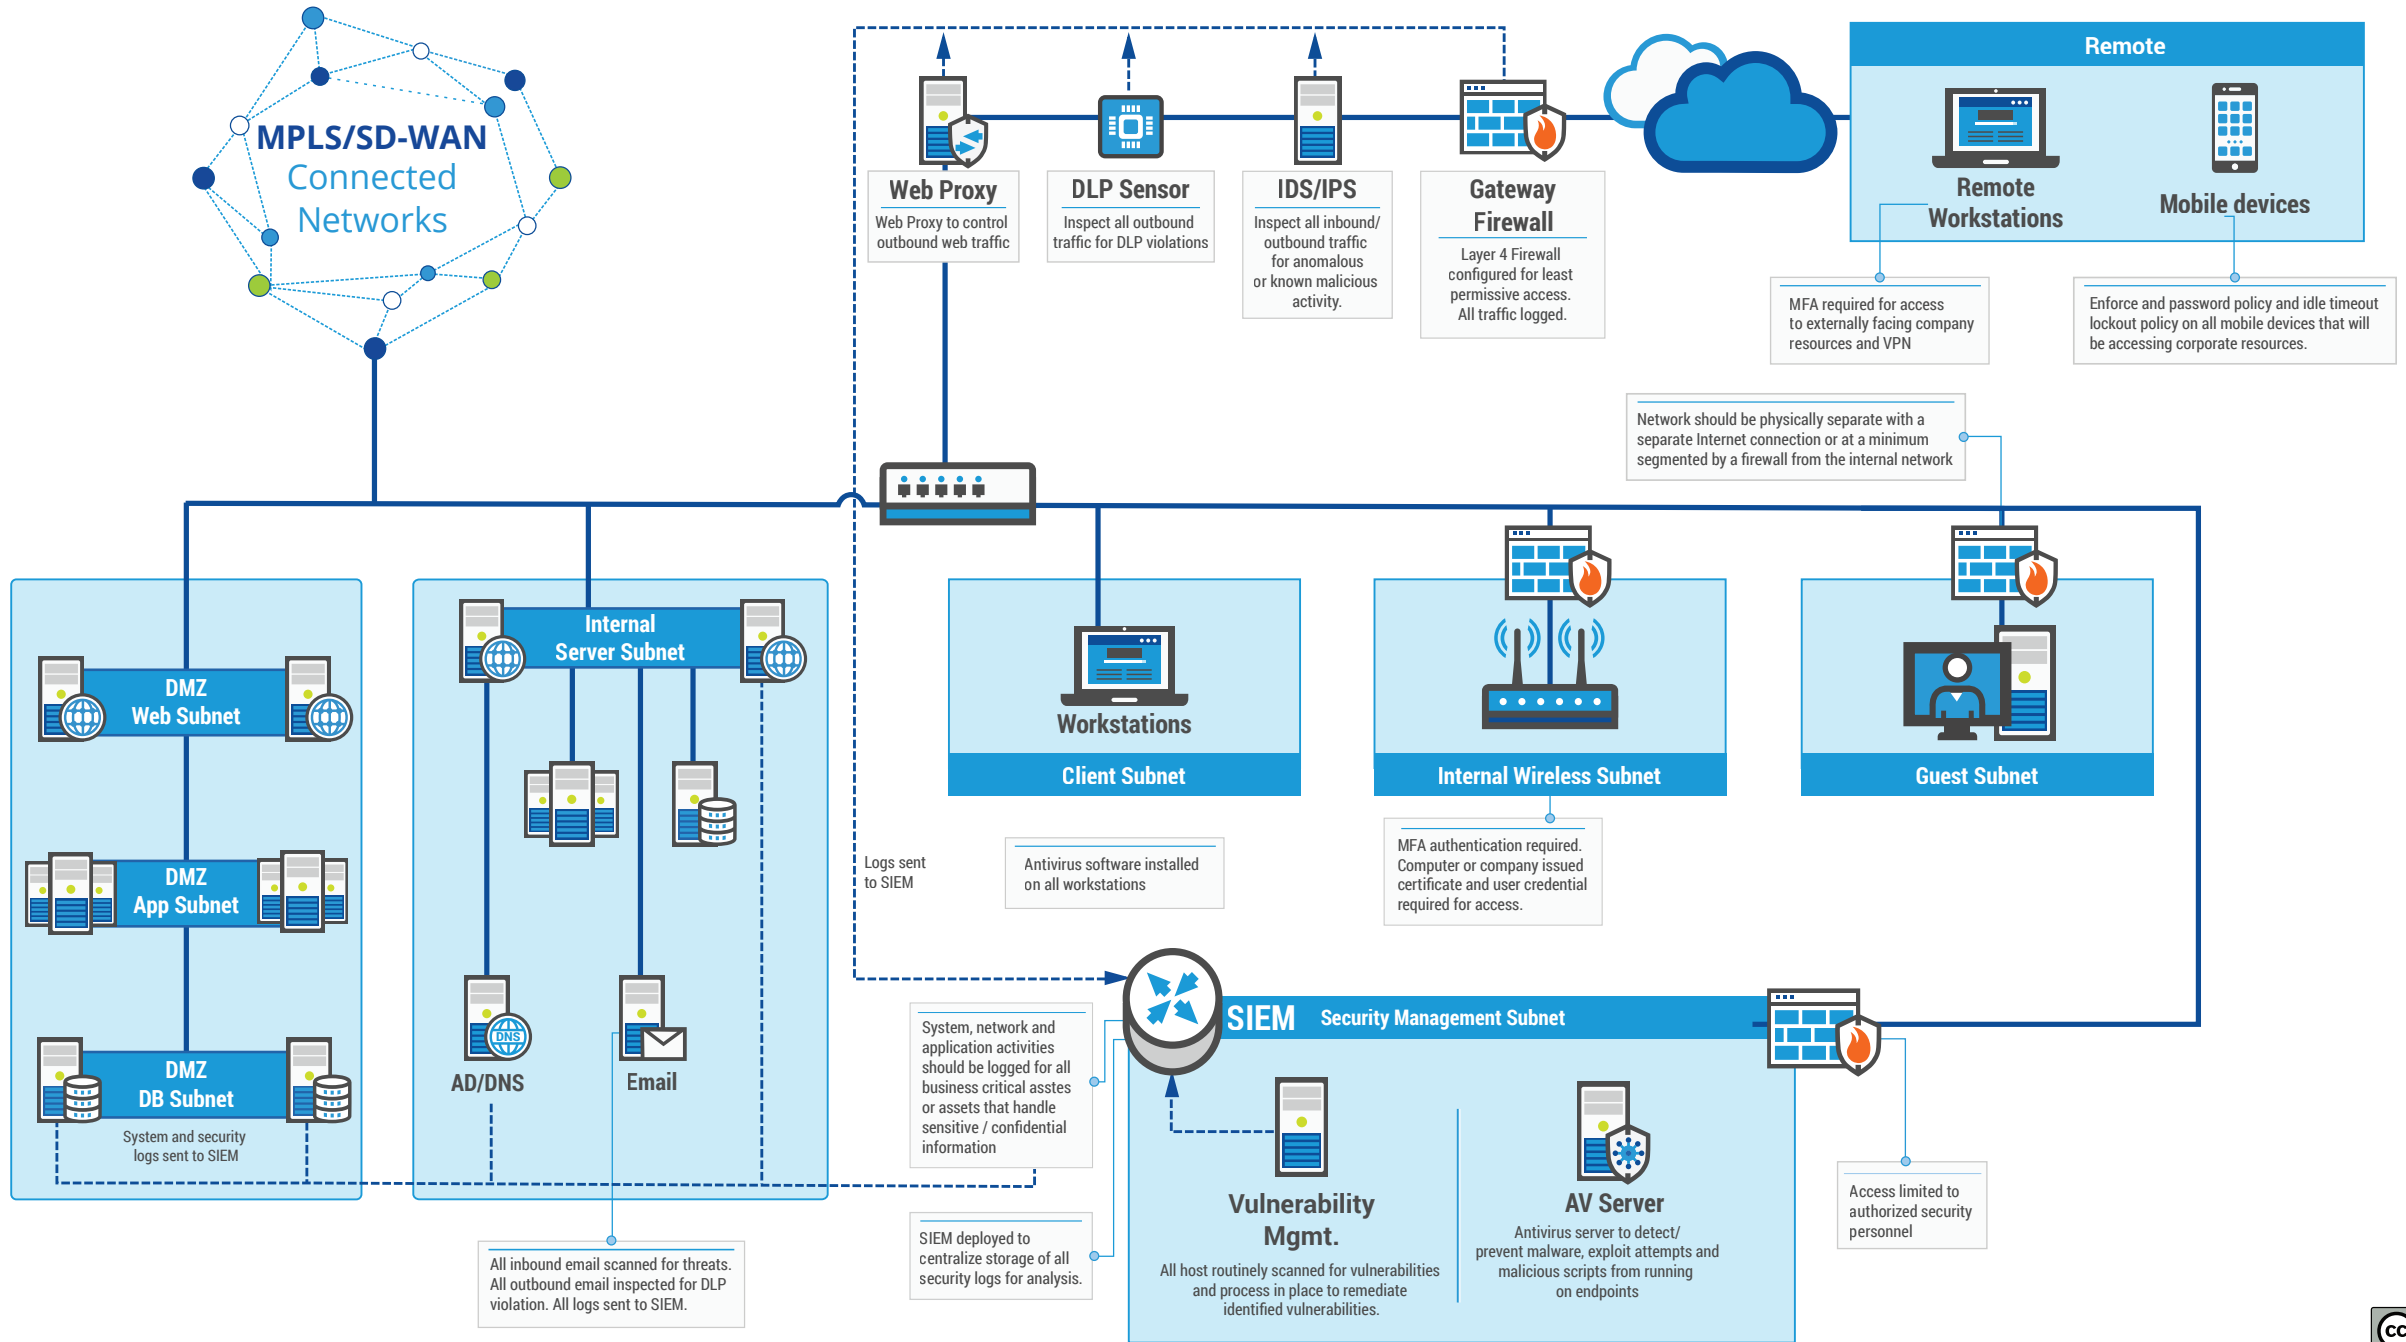 MPLS/SD-WAN
Connected
Networks
Web Proxy
Web Proxy to control
outbound web traffic
DLP Sensor
Inspect all outbound
traffic for DLP violations
IDS/IPS
Inspect all inbound/
outbound traffic
for anomalous
or known malicious
activity.
Gateway
Firewall
Layer 4 Firewall
configured for least
permissive access.
All traffic logged.
Remote
Remote
Workstations
Mobile devices
MFA required for access
to externally facing company
resources and VPN
Enforce and password policy and idle timeout
lockout policy on all mobile devices that will
be accessing corporate resources.
Network should be physically separate with a
separate Internet connection or at a minimum
segmented by a firewall from the internal network
DMZ
Web Subnet
DMZ
App Subnet
DMZ
DB Subnet
System and security
logs sent to SIEM
Internal
Server Subnet
DNS
AD/DNS
Email
All inbound email scanned for threats.
All outbound email inspected for DLP
violation. All logs sent to SIEM.
Logs sent
to SIEM
Workstations
Client Subnet
Antivirus software installed
on all workstations
Internal Wireless Subnet
MFA authentication required.
Computer or company issued
certificate and user credential
required for access.
Guest Subnet
System, network and
application activities
should be logged for all
business critical asstes
or assets that handle
sensitive / confidential
information
SIEM deployed to
centralize storage of all
security logs for analysis.
SIEM Security Management Subnet
Vulnerability
Mgmt.
All host routinely scanned for vulnerabilities
and process in place to remediate
identified vulnerabilities.
AV Server
Antivirus server to detect/
prevent malware, exploit attempts and
malicious scripts from running
on endpoints
Access limited to
authorized security
personnel
cc